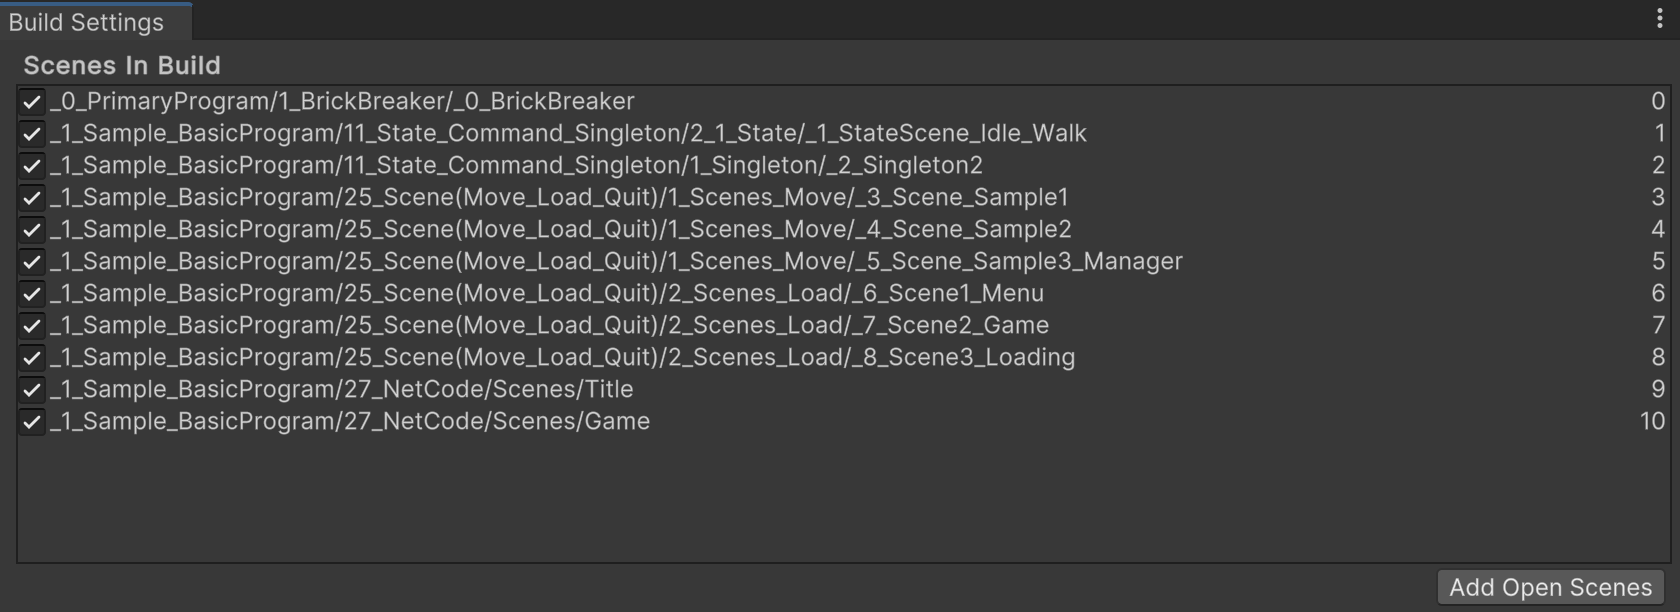 Build Settings
Scenes In Build
_0_PrimaryProgram/1_BrickBreaker/_0_BrickBreaker 0
_1_Sample_BasicProgram/11_State_Command_Singleton/2_1_State/_1_StateScene_Idle_Walk 1
_1_Sample_BasicProgram/11_State_Command_Singleton/1_Singleton/_2_Singleton2 2
_1_Sample_BasicProgram/25_Scene(Move_Load_Quit)/1_Scenes_Move/_3_Scene_Sample1 3
_1_Sample_BasicProgram/25_Scene(Move_Load_Quit)/1_Scenes_Move/_4_Scene_Sample2 4
_1_Sample_BasicProgram/25_Scene(Move_Load_Quit)/1_Scenes_Move/_5_Scene_Sample3_Manager 5
_1_Sample_BasicProgram/25_Scene(Move_Load_Quit)/2_Scenes_Load/_6_Scene1_Menu 6
_1_Sample_BasicProgram/25_Scene(Move_Load_Quit)/2_Scenes_Load/_7_Scene2_Game 7
_1_Sample_BasicProgram/25_Scene(Move_Load_Quit)/2_Scenes_Load/_8_Scene3_Loading 8
_1_Sample_BasicProgram/27_NetCode/Scenes/Title 9
_1_Sample_BasicProgram/27_NetCode/Scenes/Game 10
Add Open Scenes